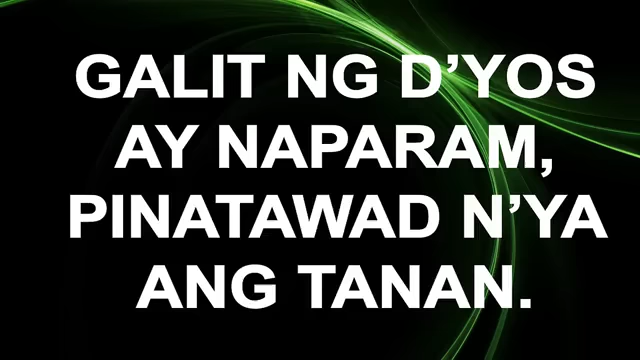 GALIT NG D’YOS
AY NAPARAM,
PINATAWAD N’YA
ANG TANAN.